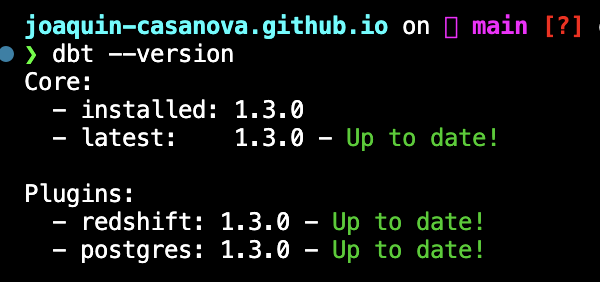 joaquin-casanova.github.io on main [?]
❯ dbt --version
Core:
  - installed: 1.3.0
  - latest:    1.3.0 - Up to date!

Plugins:
  - redshift: 1.3.0 - Up to date!
  - postgres: 1.3.0 - Up to date!